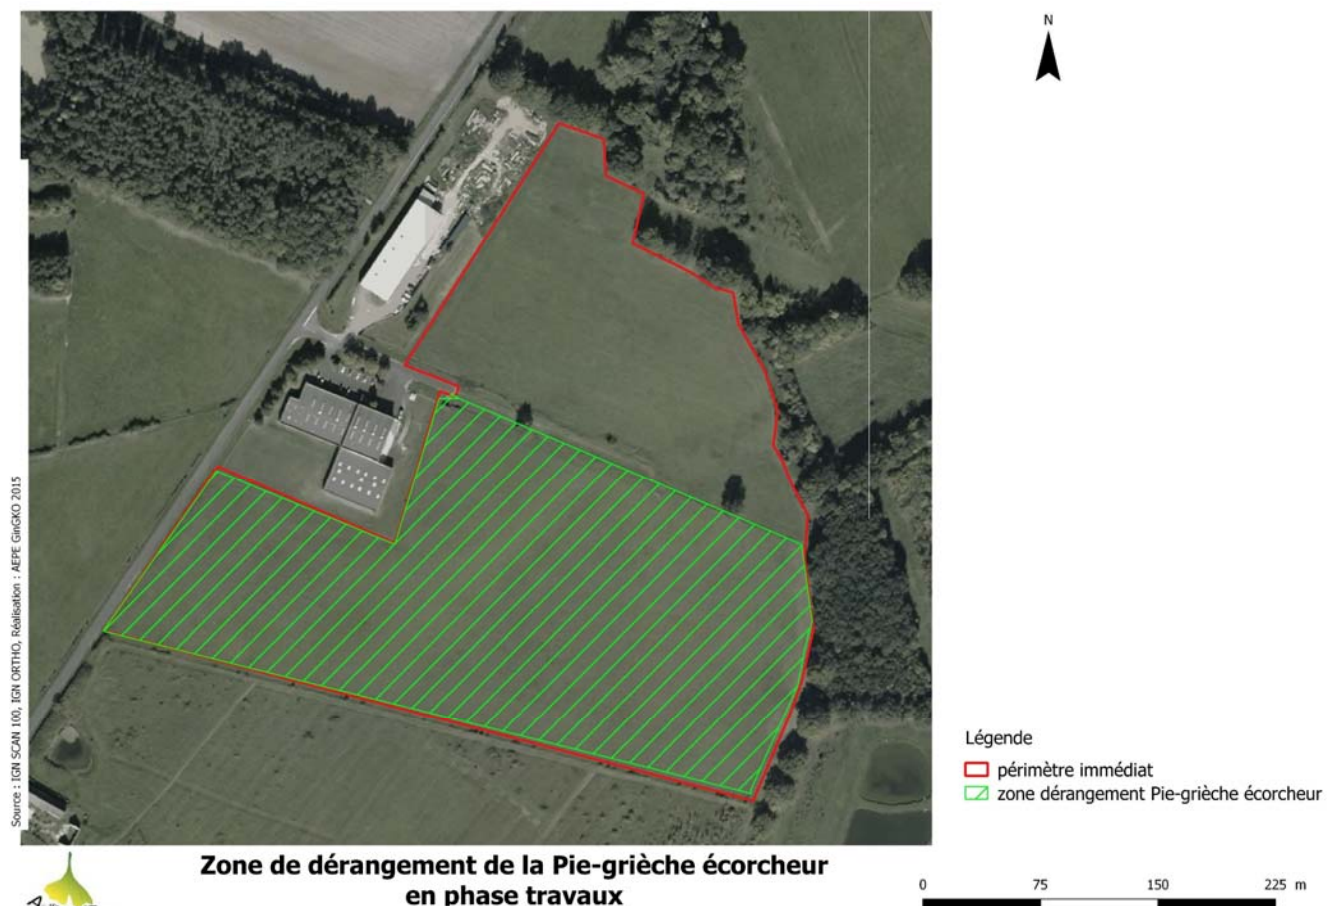 N
Source : IGN SCAN 100, IGN ORTHO, Réalisation : AEPE GinGKO 2015
Légende
périmètre immédiat
zone dérangement Pie-grièche écorcheur
Zone de dérangement de la Pie-grièche écorcheur
en phase travaux
0 75 150 225 m